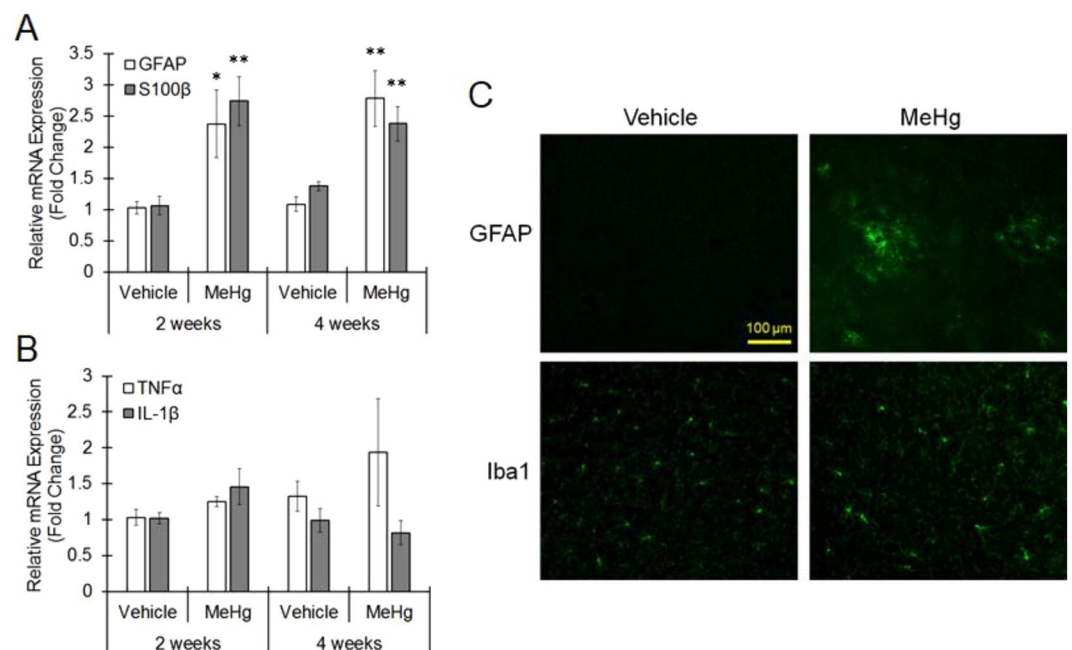 A
Relative mRNA Expression
(Fold Change)
3.5
3
2.5
2
1.5
1
0.5
0
GFAP
S100β
*
**
**
**
Vehicle
MeHg
Vehicle
MeHg
2 weeks
4 weeks
B
Relative mRNA Expression
(Fold Change)
3
2.5
2
1.5
1
0.5
0
TNFα
IL-1β
Vehicle
MeHg
Vehicle
MeHg
2 weeks
4 weeks
C
Vehicle
MeHg
GFAP
100 μm
Iba1